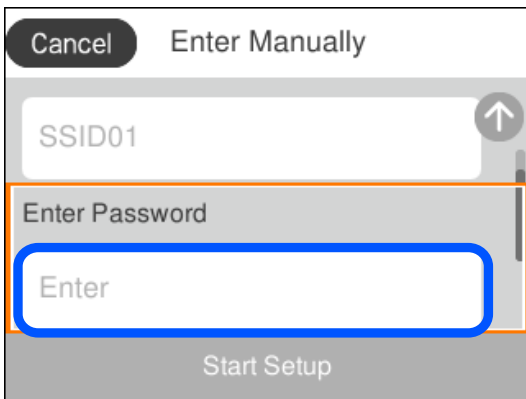 Cancel Enter Manually
SSID01
Enter Password
Enter
Start Setup